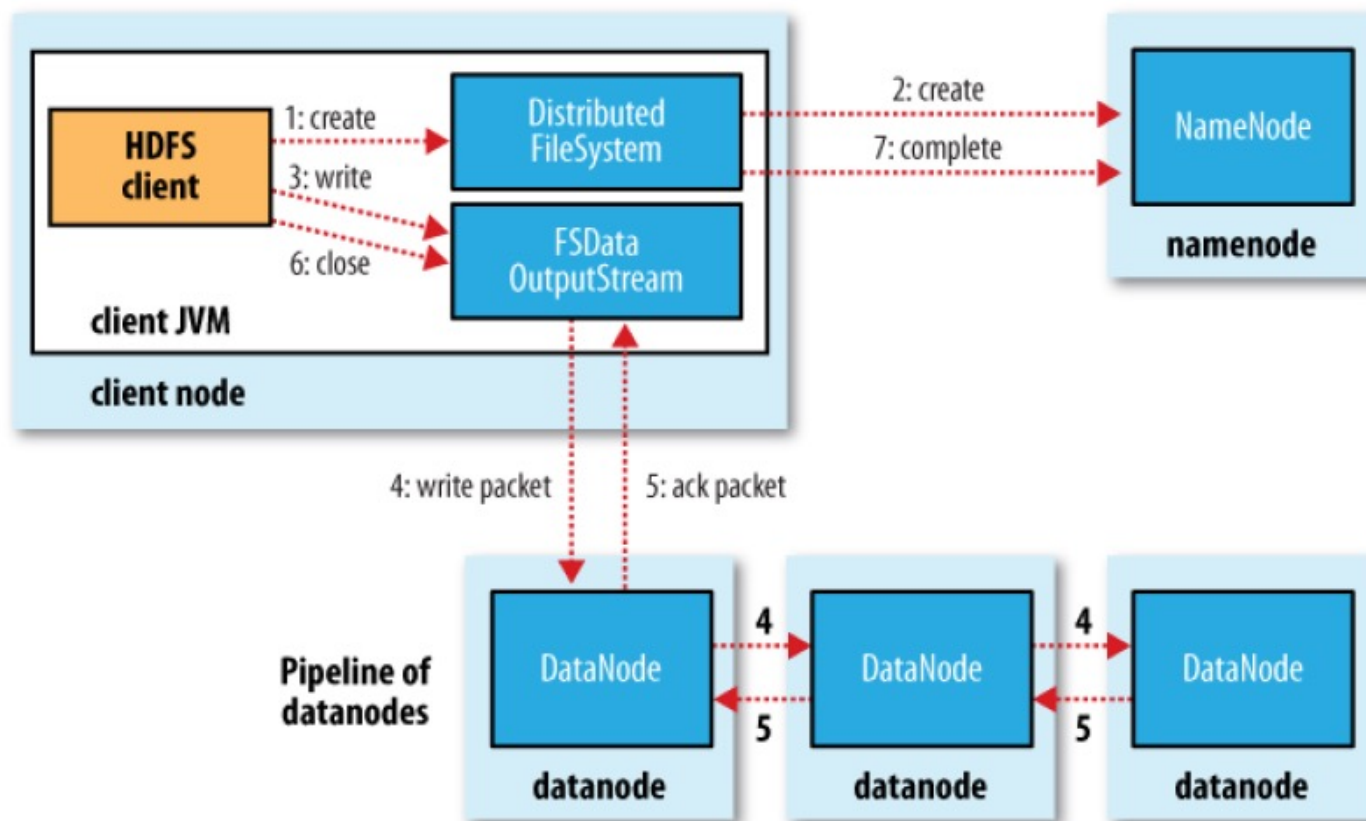 1: create
HDFS
client
3: write
6: close
Distributed
FileSystem
FSData
OutputStream
client JVM
client node
2: create
7: complete
NameNode
namenode
4: write packet
5: ack packet
Pipeline of
datanodes
DataNode
4
5
DataNode
4
5
DataNode
datanode
datanode
datanode